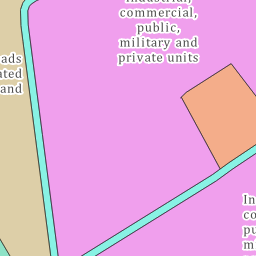 industrial,
commercial,
public,
military and
private units
ads
ated
and
In
co
pu
m